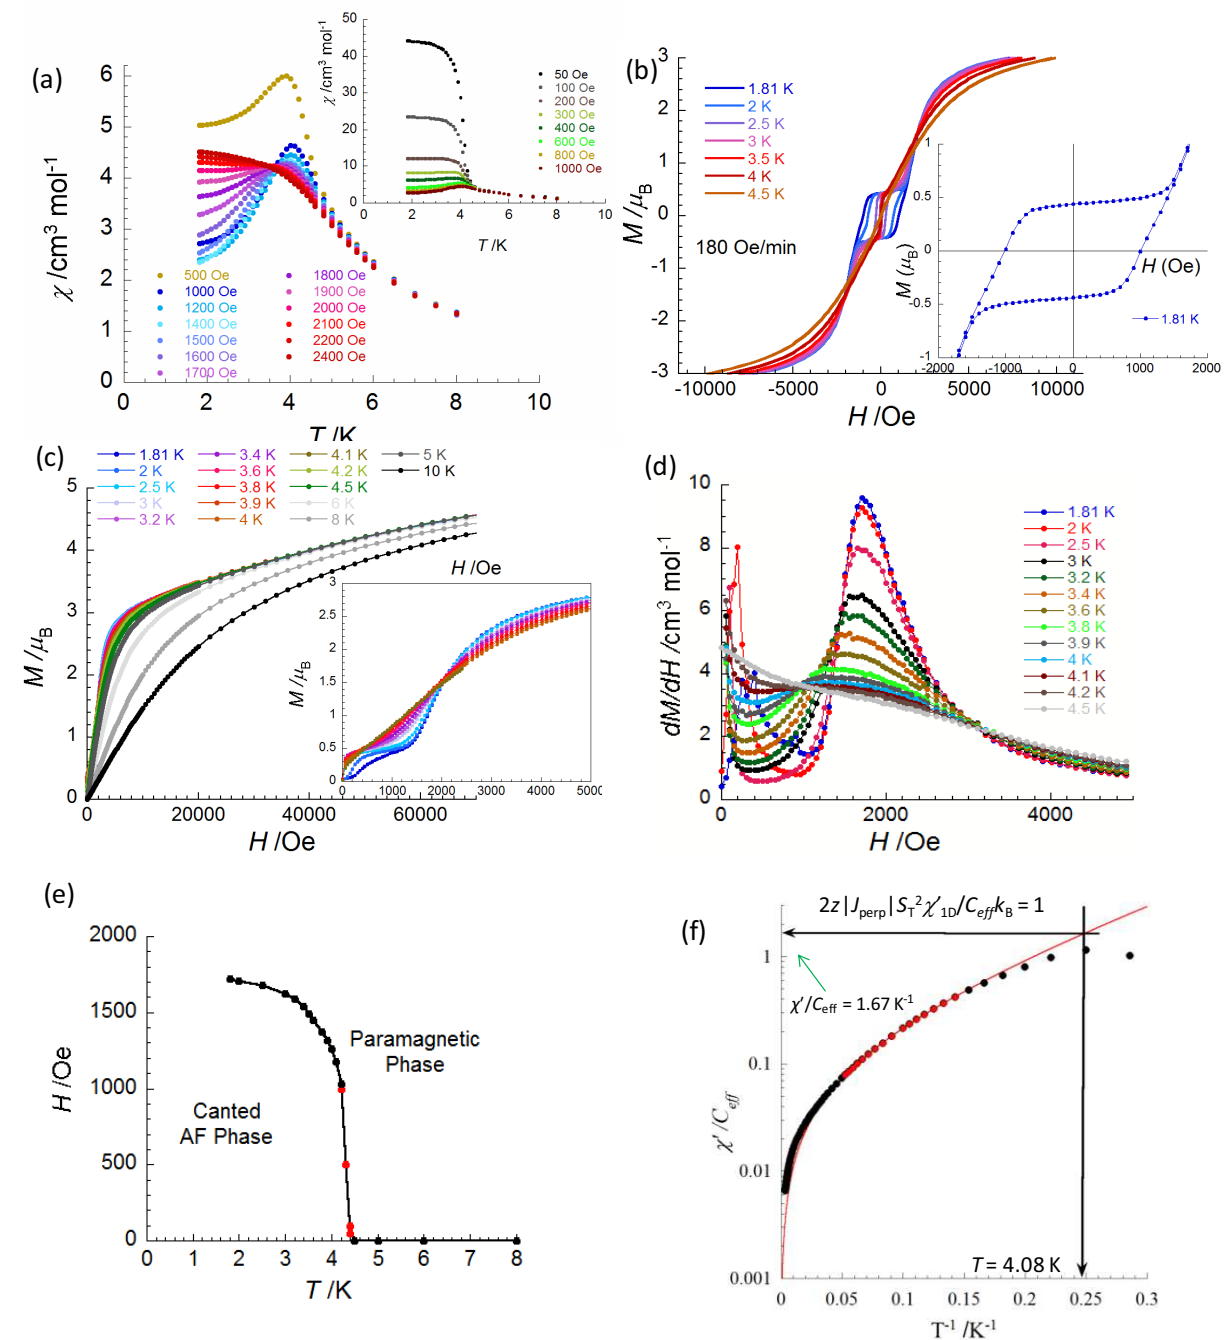 (a)
χ /cm³ mol⁻¹
6
5
4
3
2
1
0
0 2 4 6 8 10
T /K
500 Oe
1000 Oe
1200 Oe
1400 Oe
1500 Oe
1600 Oe
1700 Oe
1800 Oe
1900 Oe
2000 Oe
2100 Oe
2200 Oe
2400 Oe
χ /cm³ mol⁻¹
50
40
30
20
10
0
0 2 4 6 8 10
T /K
50 Oe
100 Oe
200 Oe
300 Oe
400 Oe
600 Oe
800 Oe
1000 Oe
(b)
M /μB
3
2
1
0
-1
-2
-3
-10000 -5000 0 5000 10000
H /Oe
1.81 K
2 K
2.5 K
3 K
3.5 K
4 K
4.5 K
180 Oe/min
M (μB)
1
0.5
0
-0.5
-1
-2000 -1000 0 1000 2000
H (Oe)
1.81 K
(c)
1.81 K
2 K
2.5 K
3 K
3.2 K
3.4 K
3.6 K
3.8 K
3.9 K
4 K
4.1 K
4.2 K
4.5 K
6 K
8 K
5 K
10 K
M /μB
5
4
3
2
1
0
0 20000 40000 60000
H /Oe
H /Oe
M /μB
3
2.5
2
1.5
1
0.5
0
0 1000 2000 3000 4000 5000
(d)
dM/dH /cm³ mol⁻¹
10
8
6
4
2
0
0 2000 4000
H /Oe
1.81 K
2 K
2.5 K
3 K
3.2 K
3.4 K
3.6 K
3.8 K
3.9 K
4 K
4.1 K
4.2 K
4.5 K
(e)
H /Oe
2000
1500
1000
500
0
0 1 2 3 4 5 6 7 8
T /K
Canted
AF Phase
Paramagnetic
Phase
(f)
2z|Jperp|ST²χ'1D/CeffkB = 1
χ'/Ceff = 1.67 K⁻¹
T = 4.08 K
χ' /Ceff
1
0.1
0.01
0.001
0 0.05 0.1 0.15 0.2 0.25 0.3
T⁻¹ /K⁻¹